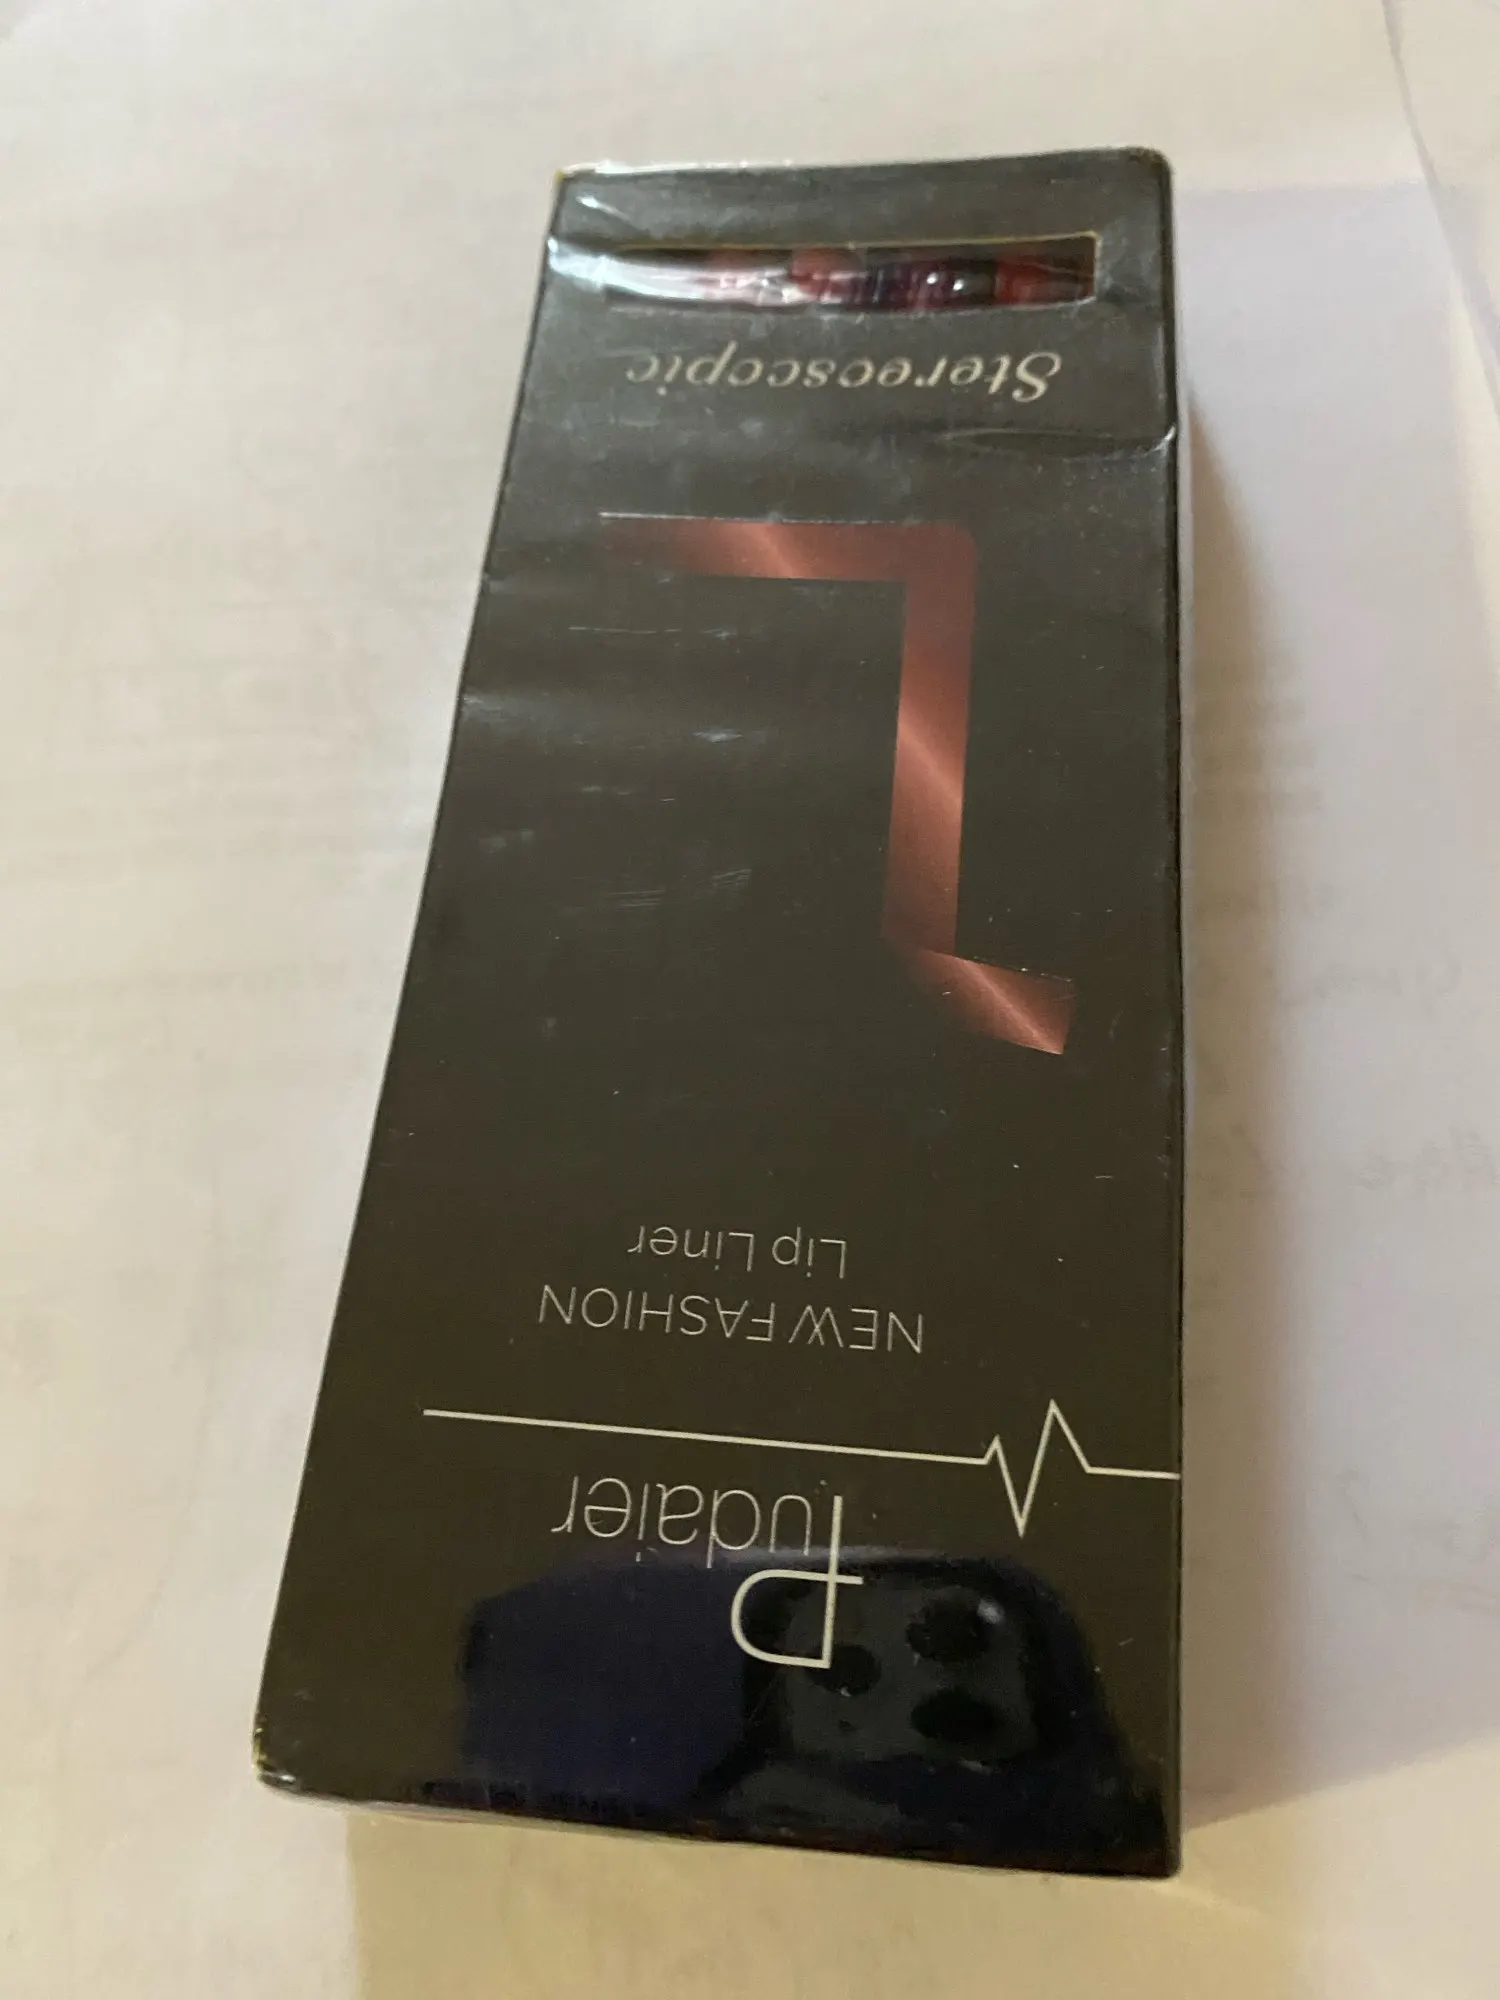 Pudaier
NEW FASHION
Lip Liner
Stereoscopic